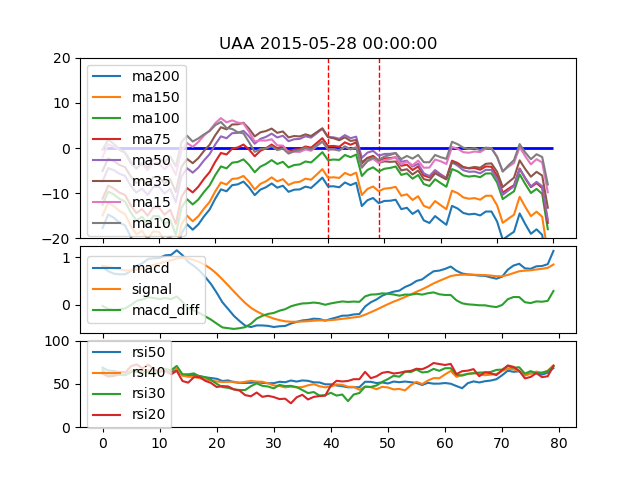 UAA 2015-05-28 00:00:00
20
10
0
−10
−20
ma200
ma150
ma100
ma75
ma50
ma35
ma15
ma10
1
0
macd
signal
macd_diff
100
50
0
rsi50
rsi40
rsi30
rsi20
0 10 20 30 40 50 60 70 80